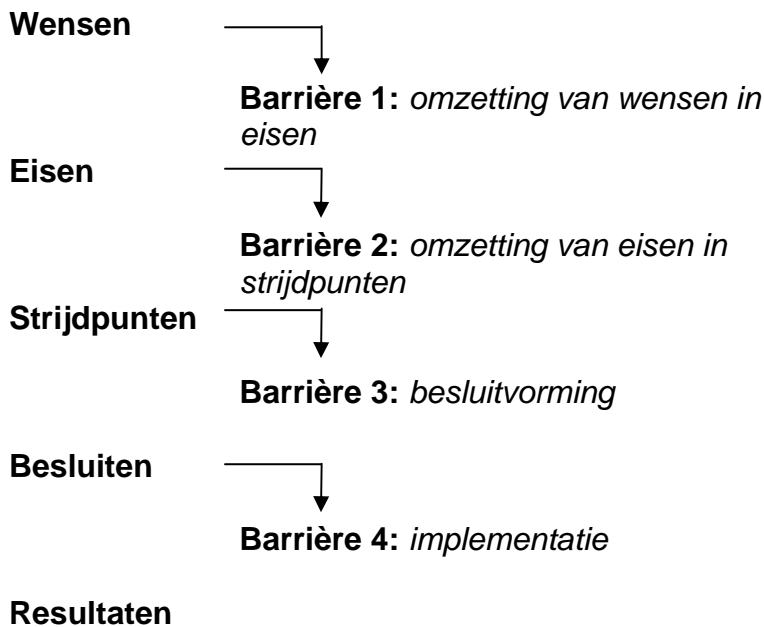 Wensen
Barrière 1: omzetting van wensen in
eisen
Eisen
Barrière 2: omzetting van eisen in
strijdpunten
Strijdpunten
Barrière 3: besluitvorming
Besluiten
Barrière 4: implementatie
Resultaten